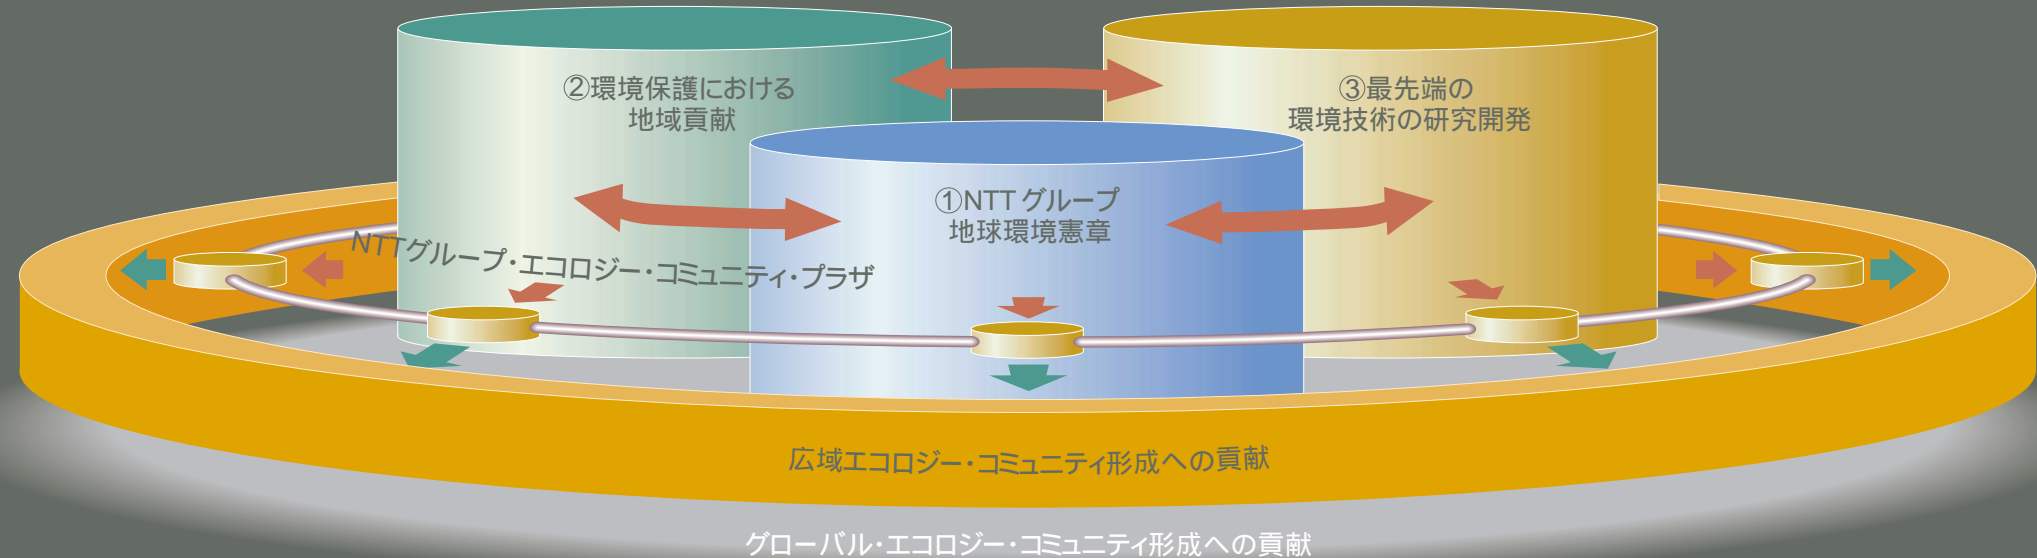 ②環境保護における
地域貢献
③最先端の
環境技術の研究開発
①NTTグループ
地球環境憲章
NTTグループ・エコロジー・コミュニティ・プラザ
広域エコロジー・コミュニティ形成への貢献
グローバル・エコロジー・コミュニティ形成への貢献